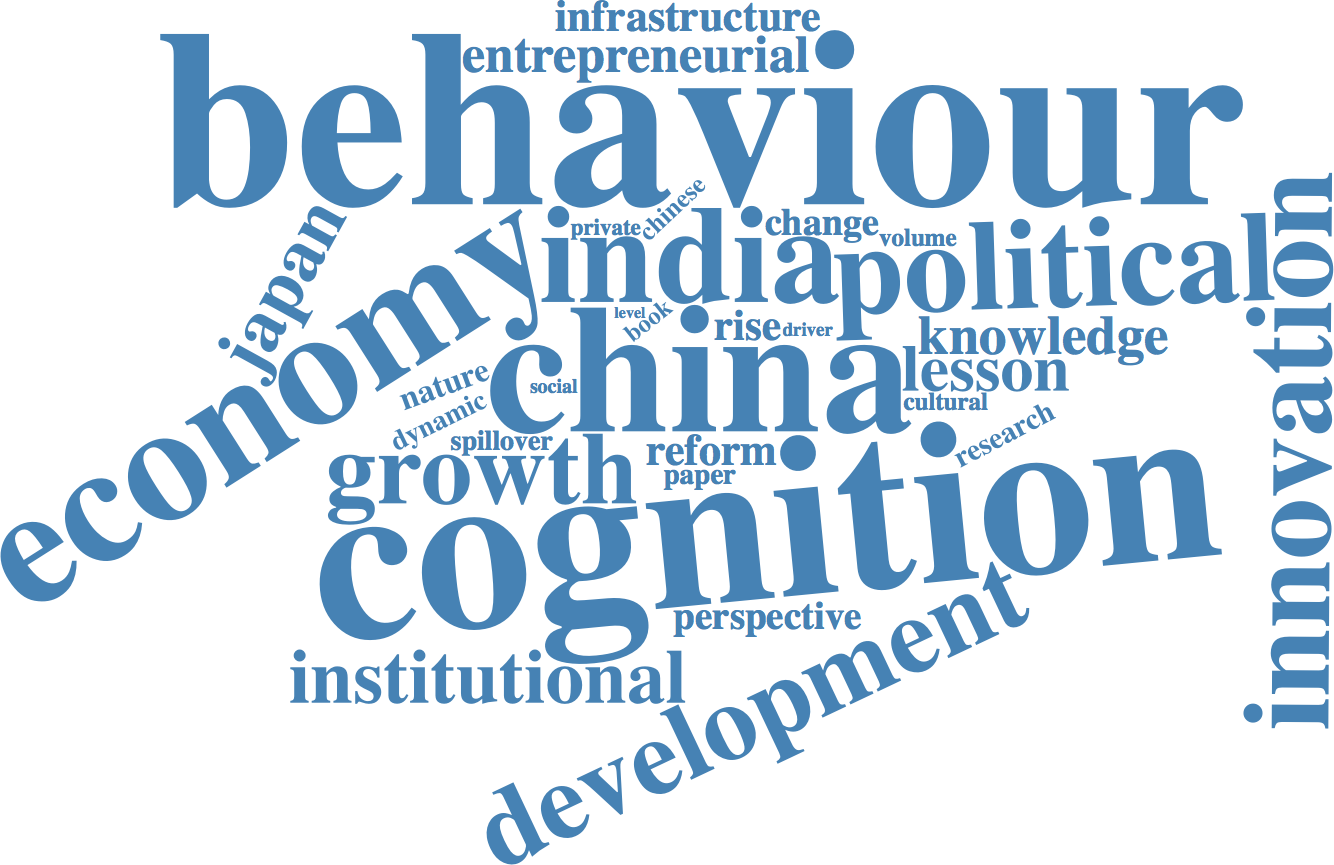 infrastructure
entrepreneurial
behaviour
japan
economy
private
chinese
india
change
volume
political
innovation
level
book
rise
driver
knowledge
china
lesson
nature
social
cultural
dynamic
spillover
research
growth
reform
paper
cognition
perspective
institutional
development